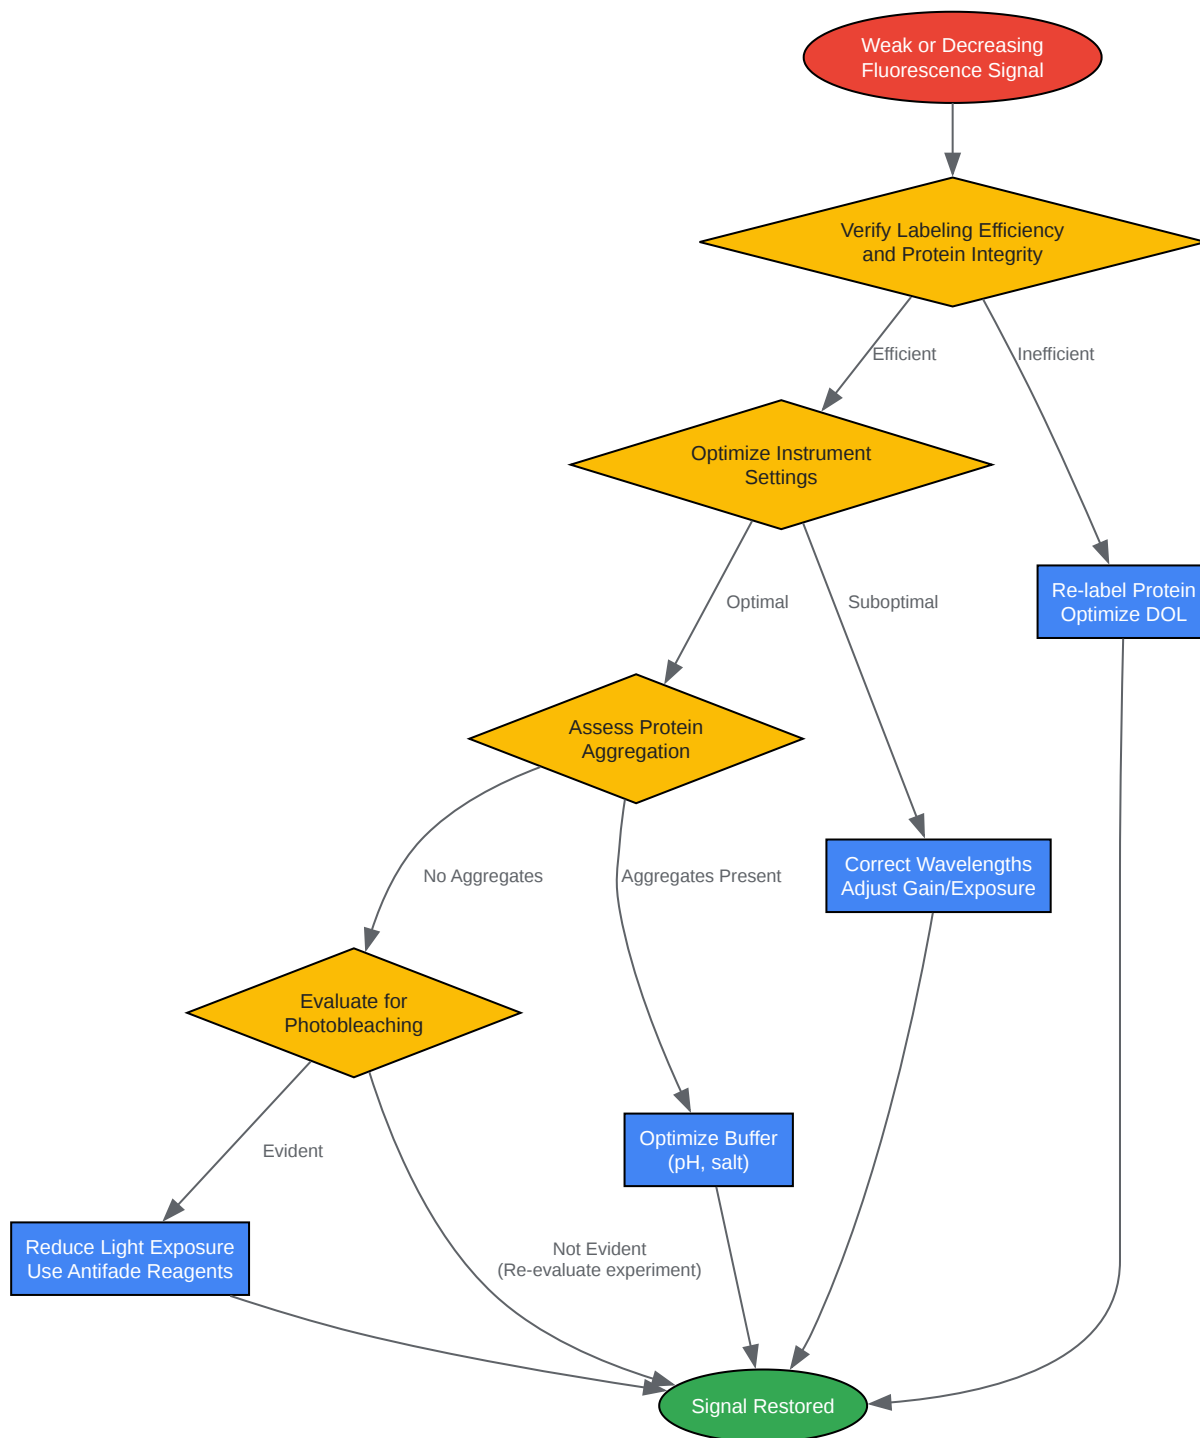 Weak or Decreasing
Fluorescence Signal
Verify Labeling Efficiency
and Protein Integrity
Efficient
Inefficient
Optimize Instrument
Settings
Re-label Protein
Optimize DOL
Optimal
Suboptimal
Assess Protein
Aggregation
Correct Wavelengths
Adjust Gain/Exposure
No Aggregates
Aggregates Present
Evaluate for
Photobleaching
Optimize Buffer
(pH, salt)
Evident
Reduce Light Exposure
Use Antifade Reagents
Not Evident
(Re-evaluate experiment)
Signal Restored